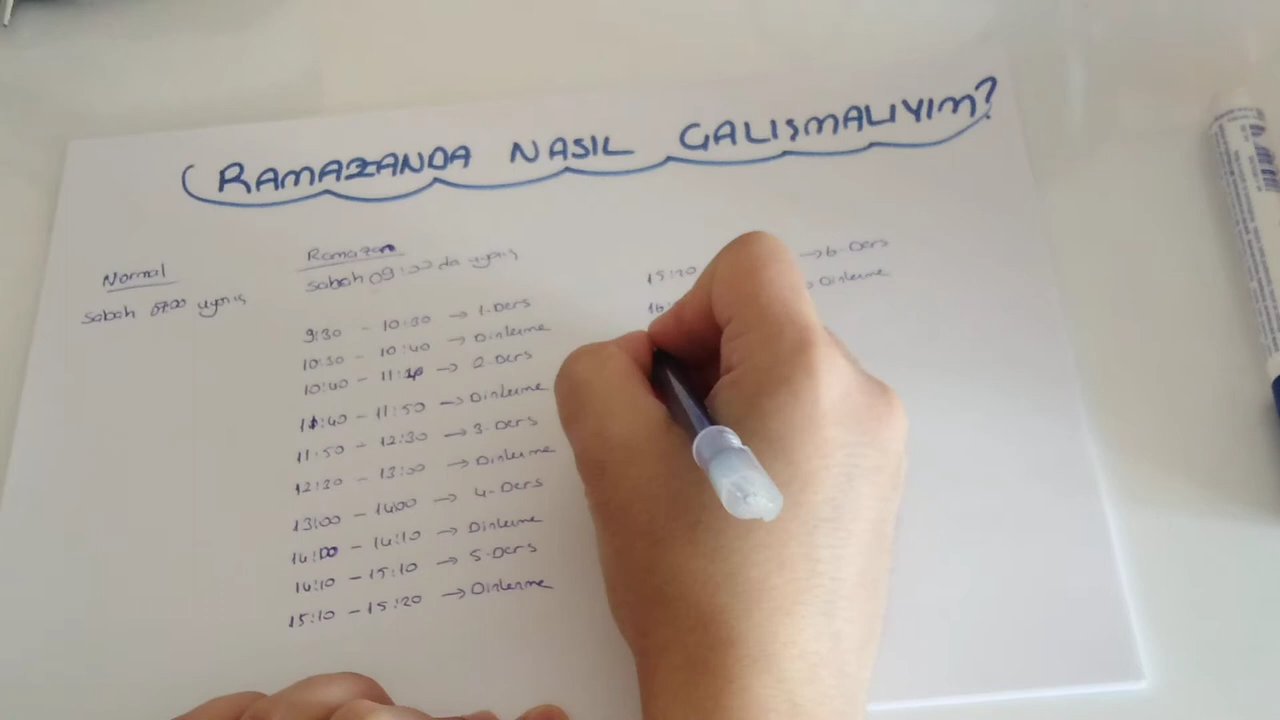 RAMAZANDA NASIL ÇALIŞMALIYIM?
Normal
Sabah 07:00 uyanış
Ramazan
Sabah 09:00 da uyanış
9:30 - 10:30 → 1.Ders
10:30 - 10:40 → Dinlenme
10:40 - 11:40 → 2.Ders
11:40 - 11:50 → Dinlenme
11:50 - 12:30 → 3.Ders
12:30 - 13:00 → Dinlenme
13:00 - 14:00 → 4.Ders
14:00 - 14:10 → Dinlenme
14:10 - 15:10 → 5.Ders
15:10 - 15:20 → Dinlenme
15:20 → 6.Ders
16: Dinlenme